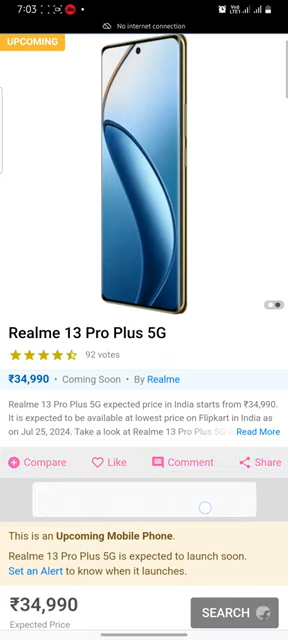 7:03
No internet connection
UPCOMING
Realme 13 Pro Plus 5G
92 votes
₹34,990 • Coming Soon • By Realme
Realme 13 Pro Plus 5G expected price in India starts from ₹34,990.
It is expected to be available at lowest price on Flipkart in India as
on Jul 25, 2024. Take a look at Realme 13 Pro Plus 5G Read More
Compare Like Comment Share
This is an Upcoming Mobile Phone.
Realme 13 Pro Plus 5G is expected to launch soon.
Set an Alert to know when it launches.
₹34,990
Expected Price
SEARCH